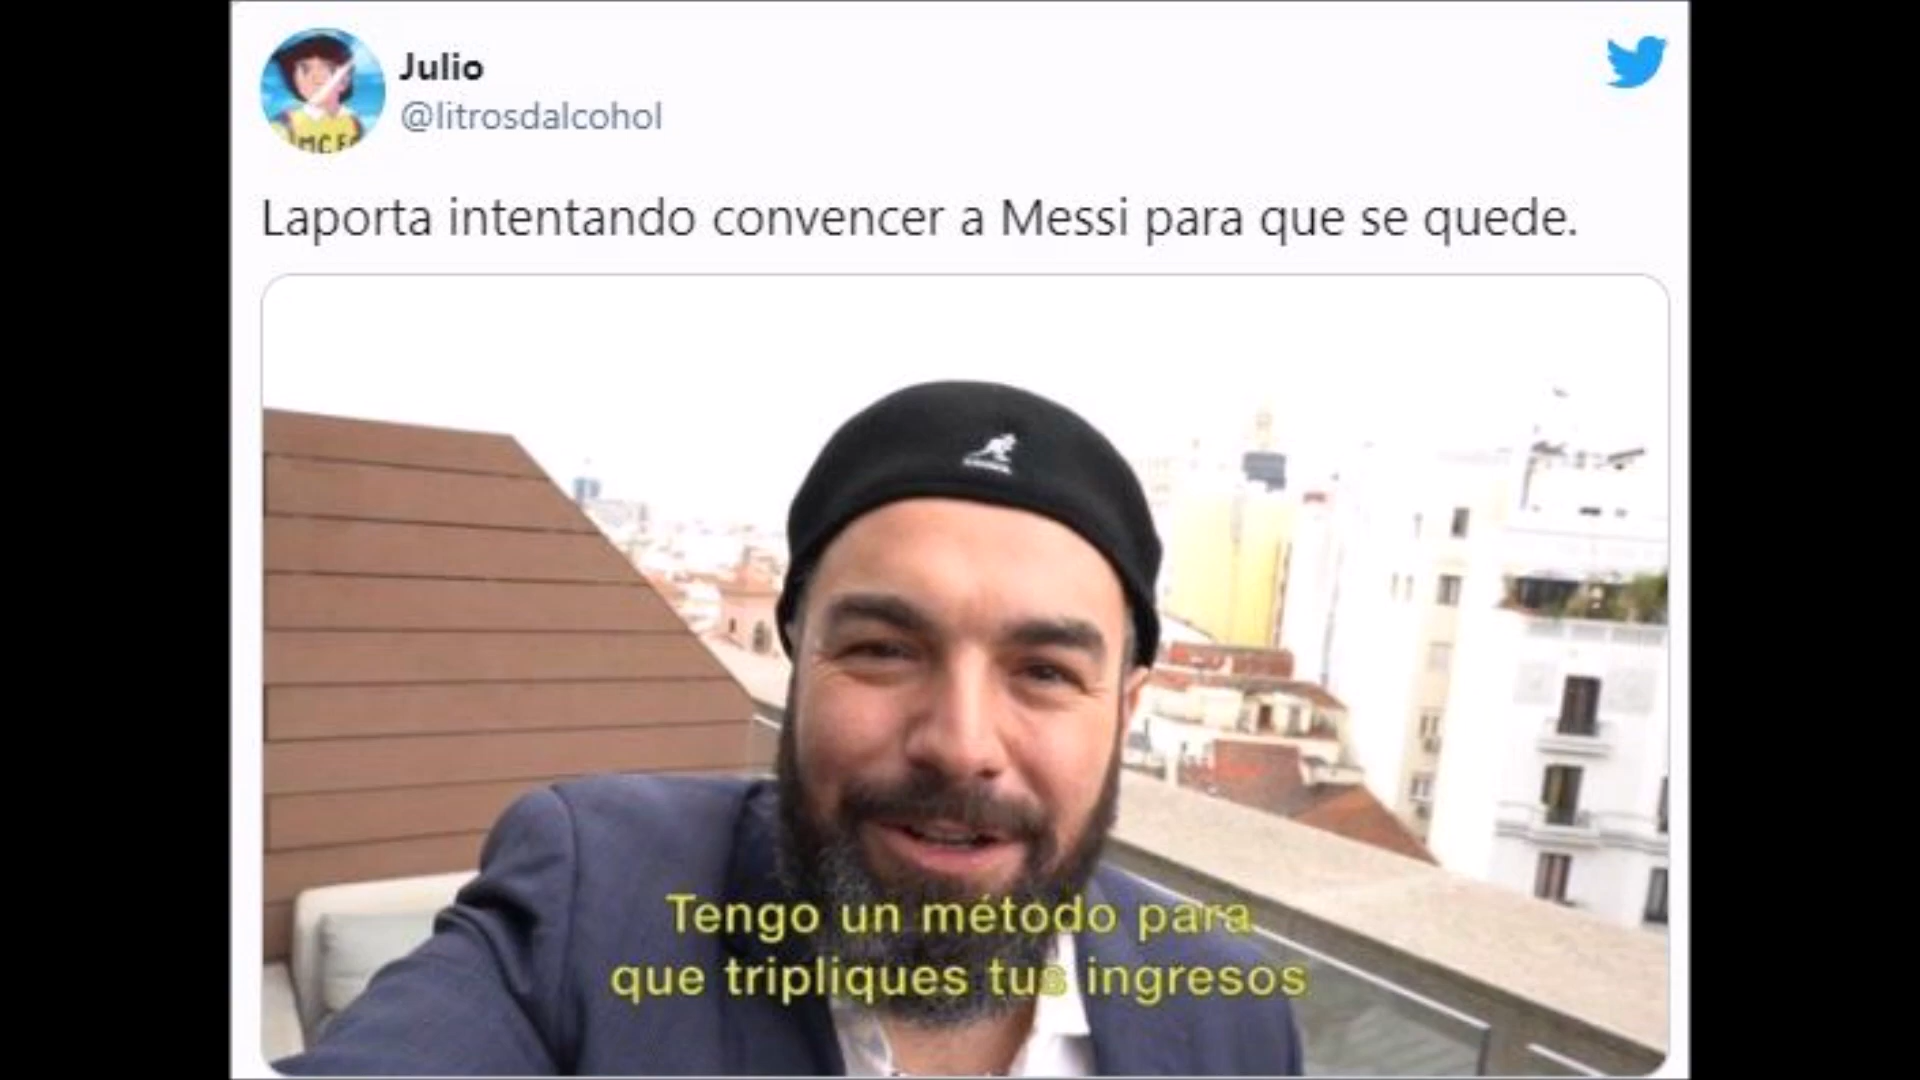 Julio
@litrosdalcohol
Laporta intentando convencer a Messi para que se quede.
Tengo un método para
que tripliques tus ingresos